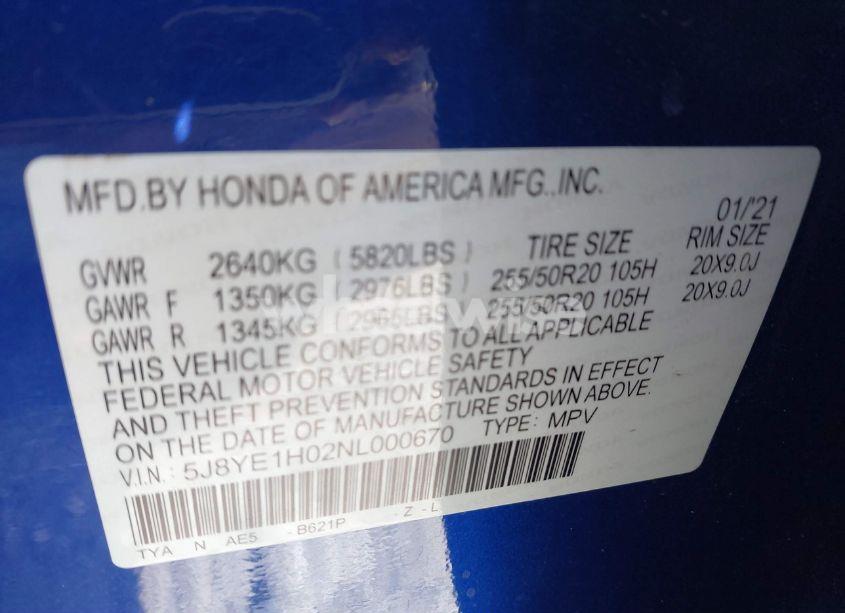 MFD.BY HONDA OF AMERICA MFG.,INC.
01/'21
GVWR 2640KG (5820LBS) TIRE SIZE RIM SIZE
GAWR F 1350KG (2976LBS) 255/50R20 105H 20X9.0J
GAWR R 1345KG (2965LBS) 255/50R20 105H 20X9.0J
THIS VEHICLE CONFORMS TO ALL APPLICABLE
FEDERAL MOTOR VEHICLE SAFETY
AND THEFT PREVENTION STANDARDS IN EFFECT
ON THE DATE OF MANUFACTURE SHOWN ABOVE.
V.I.N.: 5J8YE1H02NL000670 TYPE: MPV
TYA N AE5 -B621P -Z -L